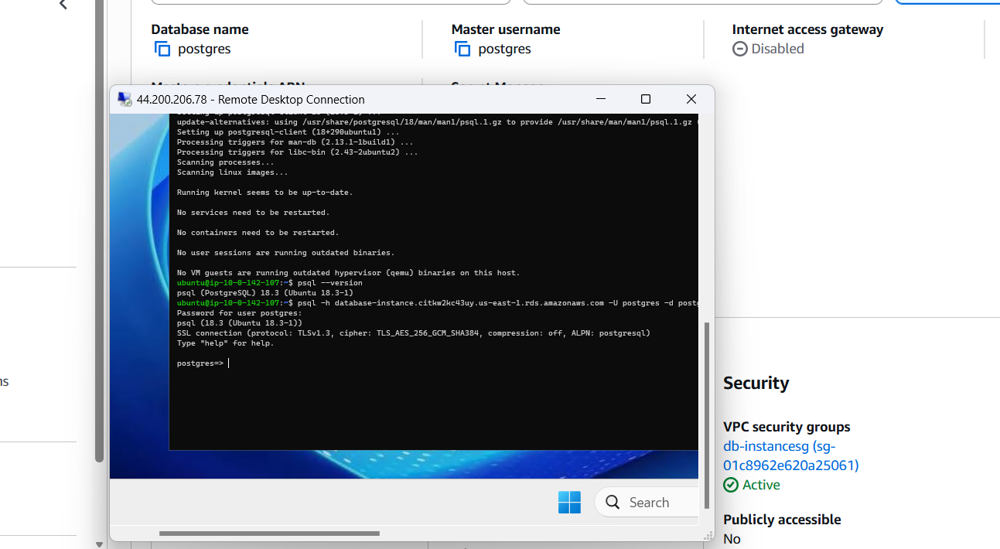 Database name
postgres
Master username
postgres
Internet access gateway
Disabled
44.200.206.78 - Remote Desktop Connection
update-alternatives: using /usr/share/postgresql/18/man/man1/psql.1.gz to provide /usr/share/man/man1/psql.1.gz
Setting up postgresql-client (18+290ubuntu1) ...
Processing triggers for man-db (2.13.1-1build1) ...
Processing triggers for libc-bin (2.43-2ubuntu2) ...
Scanning processes...
Scanning linux images...
Running kernel seems to be up-to-date.
No services need to be restarted.
No containers need to be restarted.
No user sessions are running outdated binaries.
No VM guests are running outdated hypervisor (qemu) binaries on this host.
ubuntu@ip-10-0-142-107:~$ psql --version
psql (PostgreSQL) 18.3 (Ubuntu 18.3-1)
ubuntu@ip-10-0-142-107:~$ psql -h database-instance.citkw2kc43uy.us-east-1.rds.amazonaws.com -U postgres -d postg
Password for user postgres:
psql (18.3 (Ubuntu 18.3-1))
SSL connection (protocol: TLSv1.3, cipher: TLS_AES_256_GCM_SHA384, compression: off, ALPN: postgresql)
Type "help" for help.
postgres=>
Search
ns
Security
VPC security groups
db-instancesg (sg-
01c8962e620a25061)
Active
Publicly accessible
No